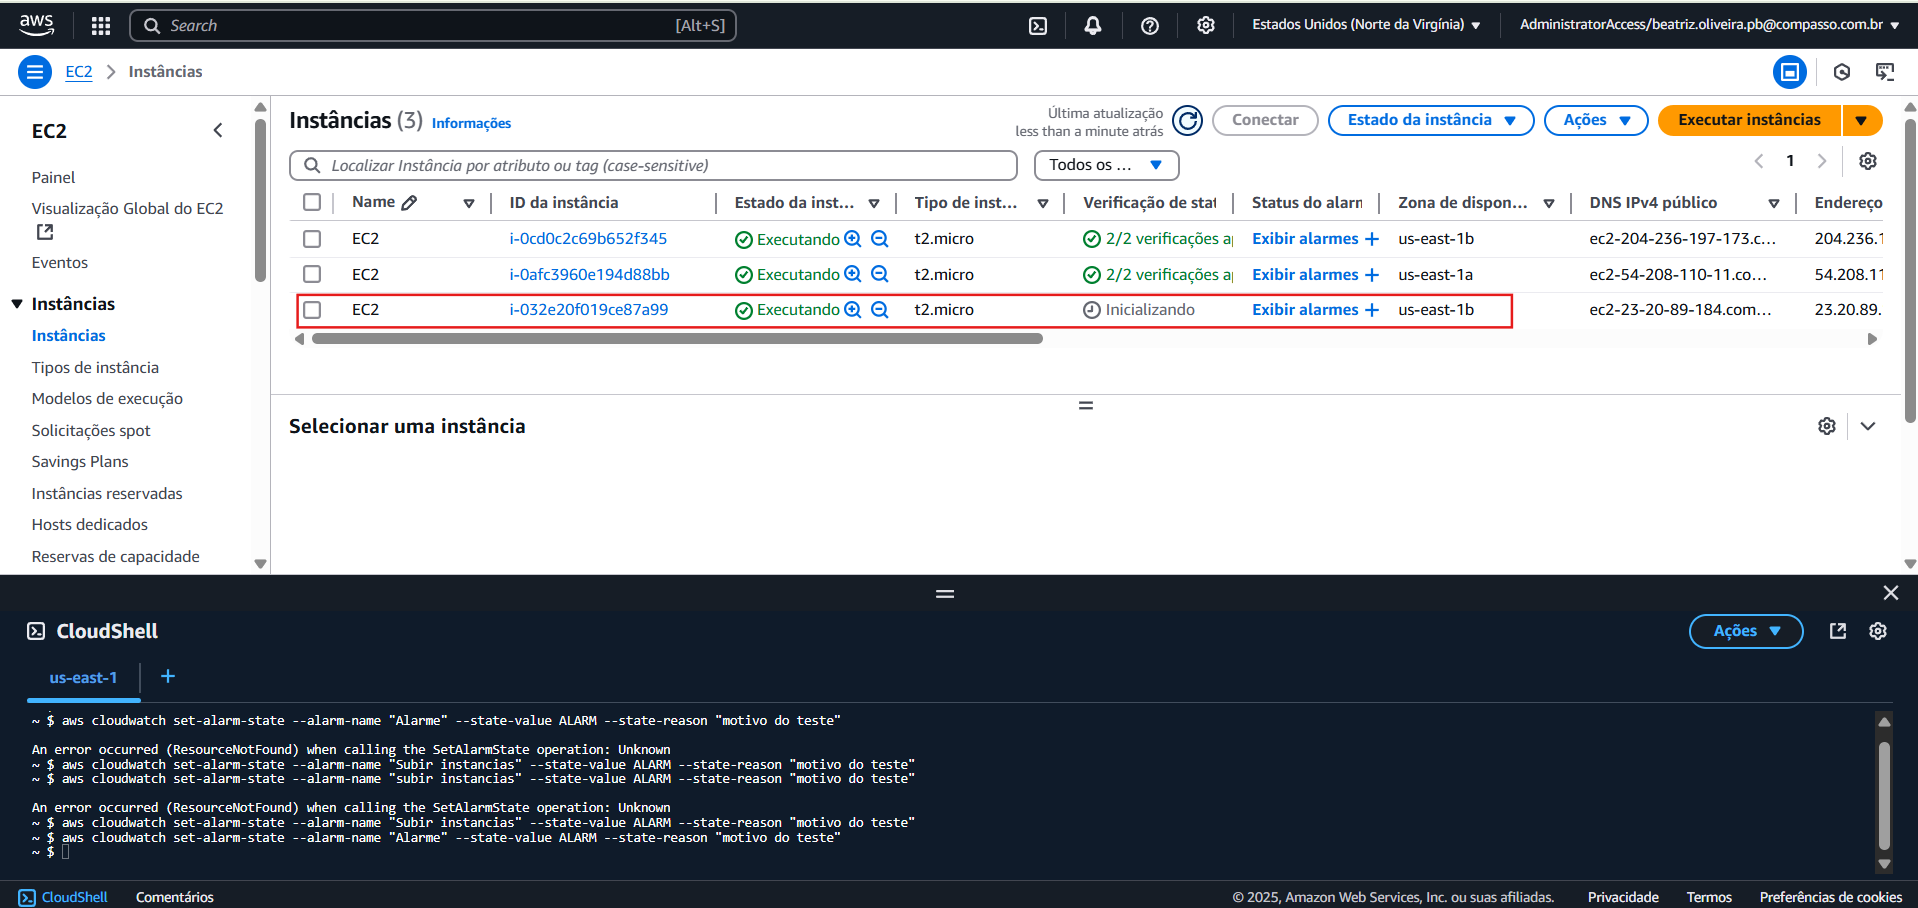 aws
Search [Alt+S]
Estados Unidos (Norte da Virgínia)
AdministratorAccess/beatriz.oliveira.pb@compasso.com.br
EC2 Instâncias
EC2
Painel
Visualização Global do EC2
Eventos
Instâncias
Instâncias
Tipos de instância
Modelos de execução
Solicitações spot
Savings Plans
Instâncias reservadas
Hosts dedicados
Reservas de capacidade
Instâncias (3) Informações
Última atualização
less than a minute atrás
Conectar
Estado da instância
Ações
Executar instâncias
Localizar Instância por atributo ou tag (case-sensitive)
Todos os ...
1
Name ID da instância Estado da inst... Tipo de inst... Verificação de stat Status do alarm Zona de dispon... DNS IPv4 público Endereço
EC2 i-0cd0c2c69b652f345 Executando t2.micro 2/2 verificações ap Exibir alarmes + us-east-1b ec2-204-236-197-173.c... 204.236.1
EC2 i-0afc3960e194d88bb Executando t2.micro 2/2 verificações ap Exibir alarmes + us-east-1a ec2-54-208-110-11.co... 54.208.11
EC2 i-032e20f019ce87a99 Executando t2.micro Inicializando Exibir alarmes + us-east-1b ec2-23-20-89-184.com... 23.20.89.
Selecionar uma instância
CloudShell
Ações
us-east-1 +
~ $ aws cloudwatch set-alarm-state --alarm-name "Alarme" --state-value ALARM --state-reason "motivo do teste"
An error occurred (ResourceNotFound) when calling the SetAlarmState operation: Unknown
~ $ aws cloudwatch set-alarm-state --alarm-name "Subir instancias" --state-value ALARM --state-reason "motivo do teste"
~ $ aws cloudwatch set-alarm-state --alarm-name "subir instancias" --state-value ALARM --state-reason "motivo do teste"
An error occurred (ResourceNotFound) when calling the SetAlarmState operation: Unknown
~ $ aws cloudwatch set-alarm-state --alarm-name "Subir instancias" --state-value ALARM --state-reason "motivo do teste"
~ $ aws cloudwatch set-alarm-state --alarm-name "Alarme" --state-value ALARM --state-reason "motivo do teste"
~ $
CloudShell Comentários © 2025, Amazon Web Services, Inc. ou suas afiliadas. Privacidade Termos Preferências de cookies